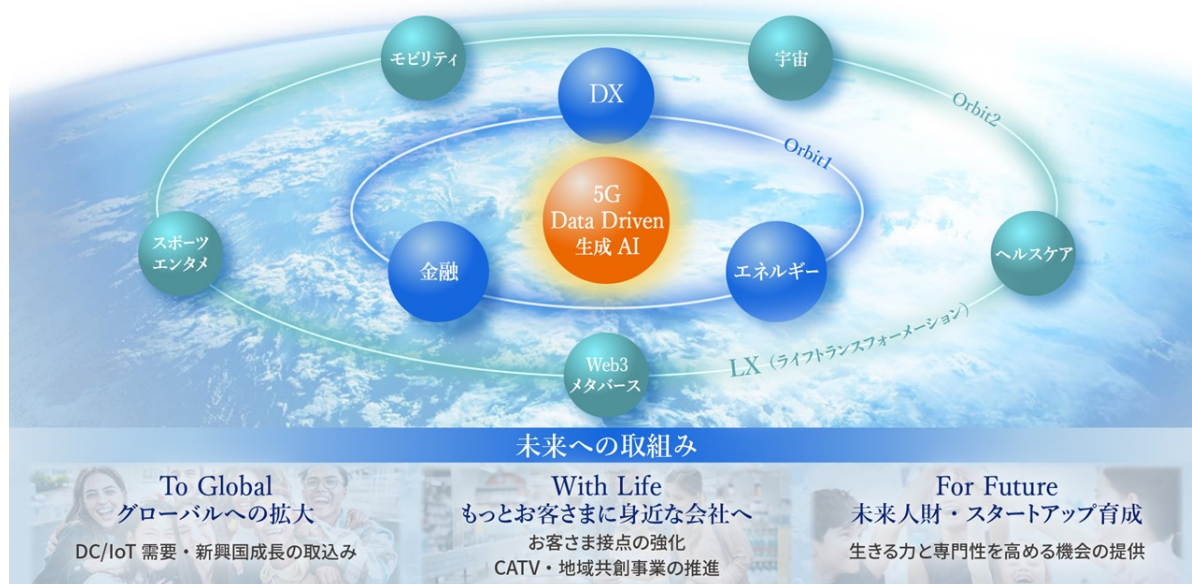 モビリティ
宇宙
DX
Orbit2
Orbit1
5G
Data Driven
生成 AI
スポーツ
エンタメ
金融
エネルギー
ヘルスケア
LX（ライフトランスフォーメーション）
Web3
メタバース
未来への取組み
To Global
グローバルへの拡大
DC/IoT 需要・新興国成長の取込み
With Life
もっとお客さまに身近な会社へ
お客さま接点の強化
CATV・地域共創事業の推進
For Future
未来人財・スタートアップ育成
生きる力と専門性を高める機会の提供